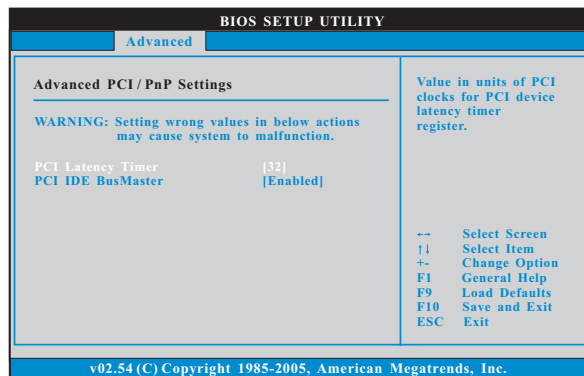 BIOS SETUP UTILITY
Advanced
Advanced PCI / PnP Settings
WARNING: Setting wrong values in below actions
may cause system to malfunction.
PCI Latency Timer [32]
PCI IDE BusMaster [Enabled]
Value in units of PCI
clocks for PCI device
latency timer
register.
←→ Select Screen
↑↓ Select Item
+- Change Option
F1 General Help
F9 Load Defaults
F10 Save and Exit
ESC Exit
v02.54 (C) Copyright 1985-2005, American Megatrends, Inc.